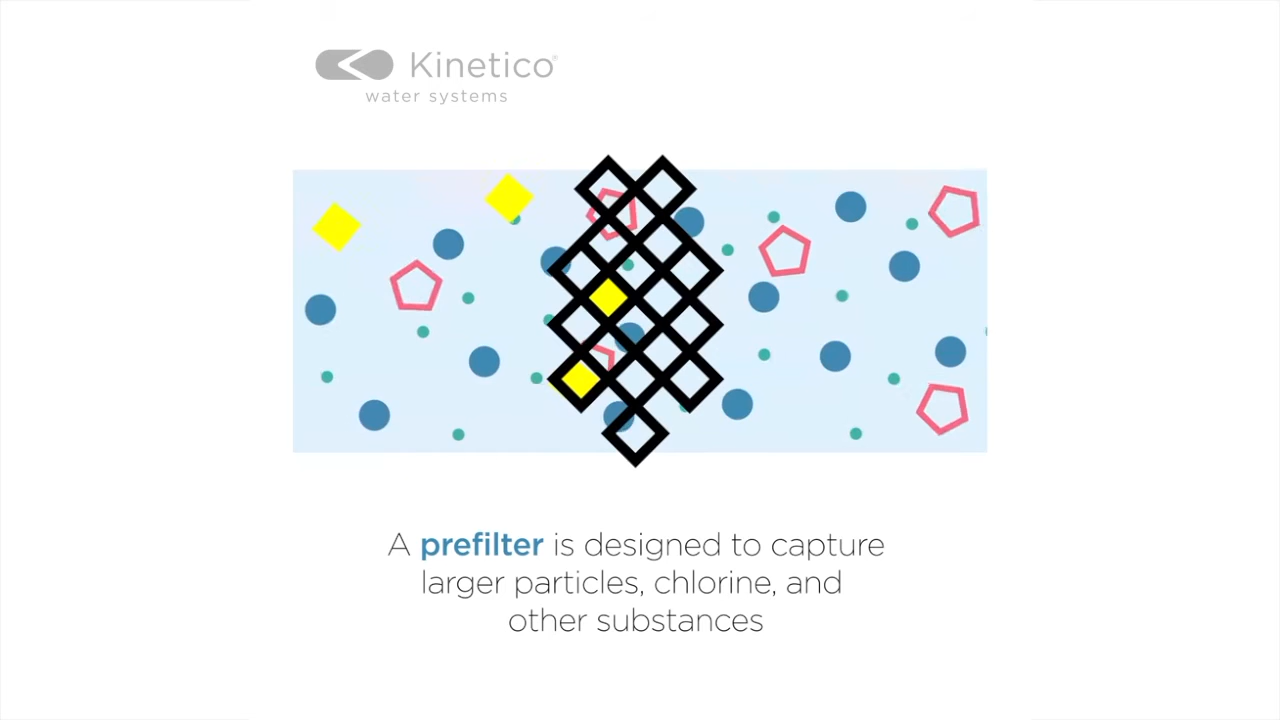 Kinetico®
water systems
A prefilter is designed to capture
larger particles, chlorine, and
other substances